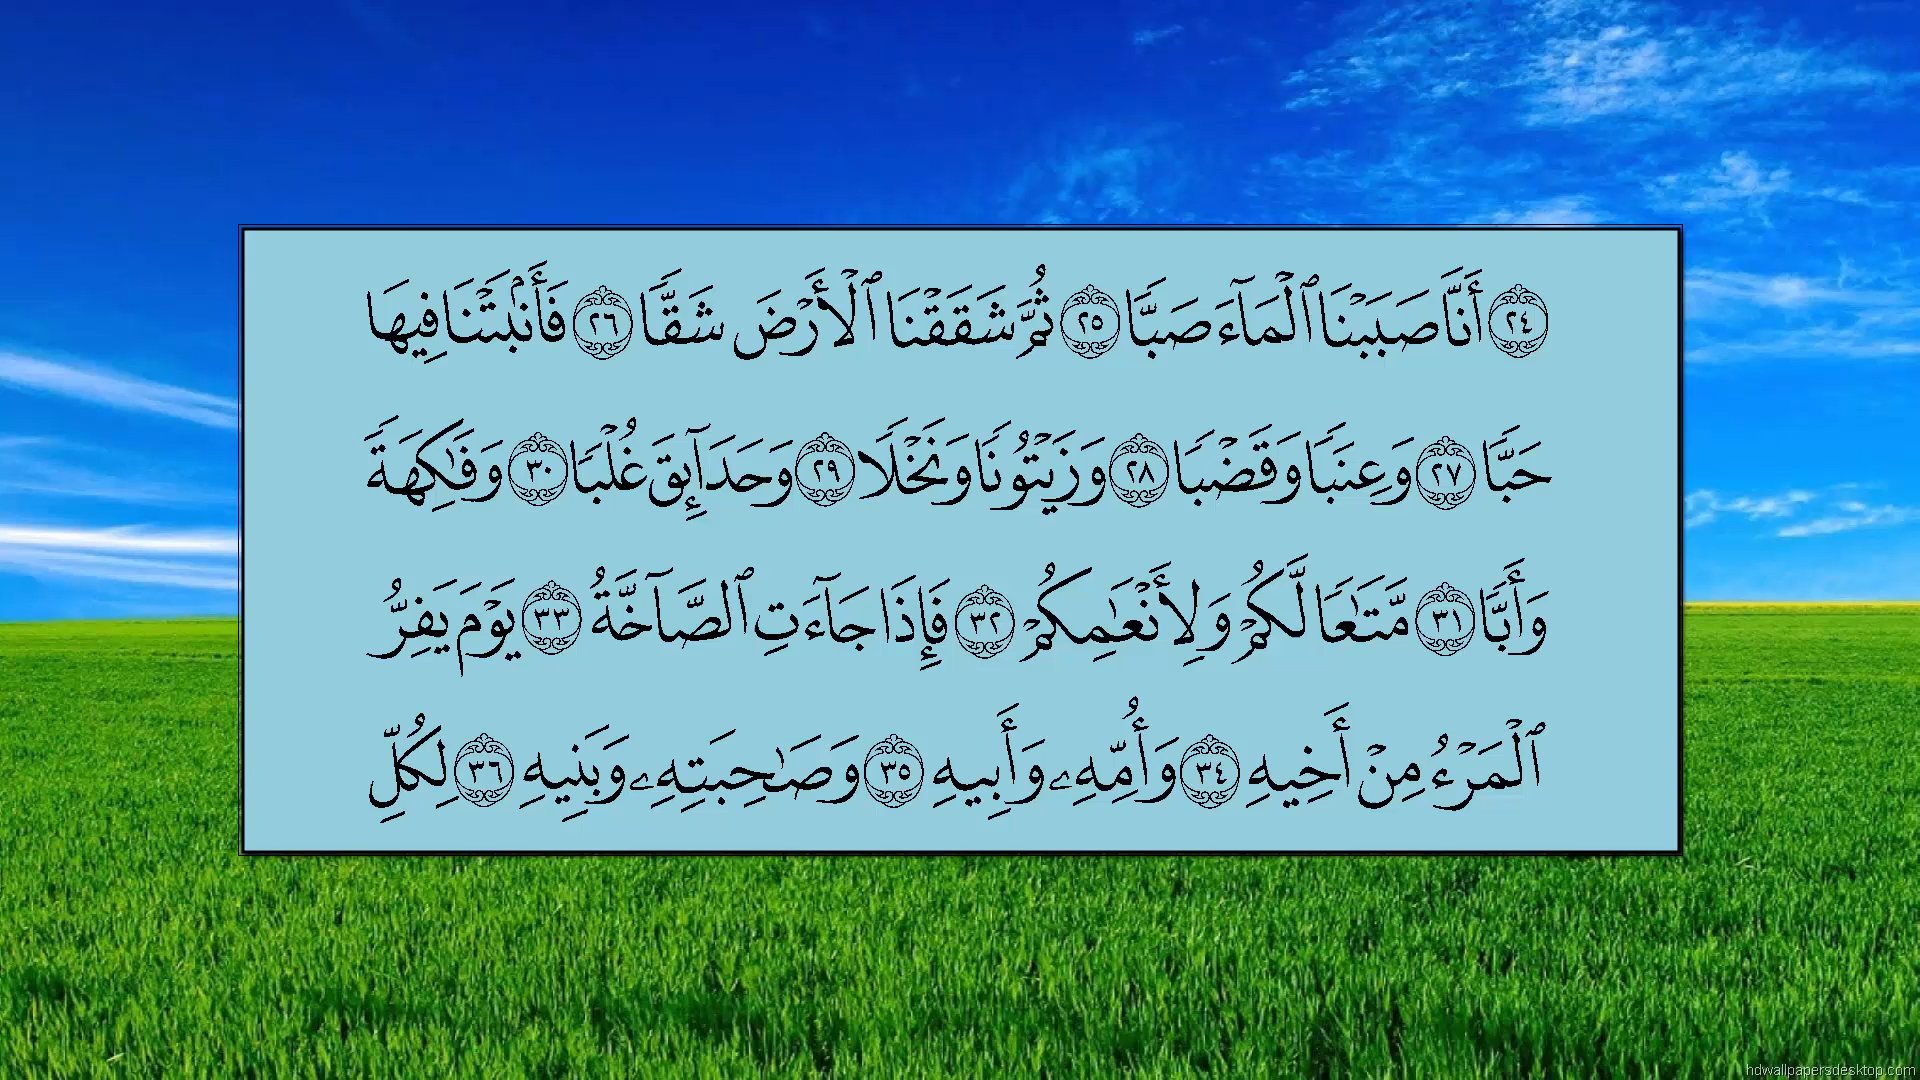 ٢٤ أَنَّا صَبَبْنَا ٱلْمَآءَ صَبًّا ٢٥ ثُمَّ شَقَقْنَا ٱلْأَرْضَ شَقًّا ٢٦ فَأَنۢبَتْنَا فِيهَا
حَبًّا ٢٧ وَعِنَبًا وَقَضْبًا ٢٨ وَزَيْتُونًا وَنَخْلًا ٢٩ وَحَدَآئِقَ غُلْبًا ٣٠ وَفَٰكِهَةً
وَأَبًّا ٣١ مَّتَٰعًا لَّكُمْ وَلِأَنْعَٰمِكُمْ ٣٢ فَإِذَا جَآءَتِ ٱلصَّآخَّةُ ٣٣ يَوْمَ يَفِرُّ
ٱلْمَرْءُ مِنْ أَخِيهِ ٣٤ وَأُمِّهِۦ وَأَبِيهِ ٣٥ وَصَٰحِبَتِهِۦ وَبَنِيهِ ٣٦ لِكُلِّ
hdwallpapersdesktop.com